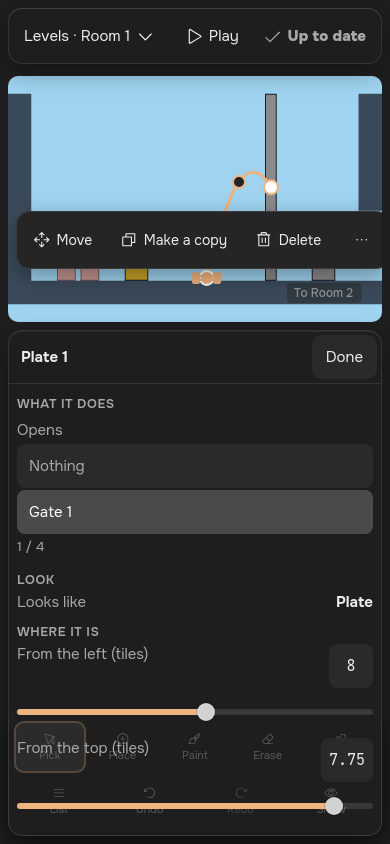 Levels · Room 1
Play
Up to date
Move
Make a copy
Delete
...
To Room 2
Plate 1
Done
WHAT IT DOES
Opens
Nothing
Gate 1
1 / 4
LOOK
Looks like
Plate
WHERE IT IS
From the left (tiles)
8
From the top (tiles)
7.75
Pick
Place
Paint
Erase
List
Undo
Redo